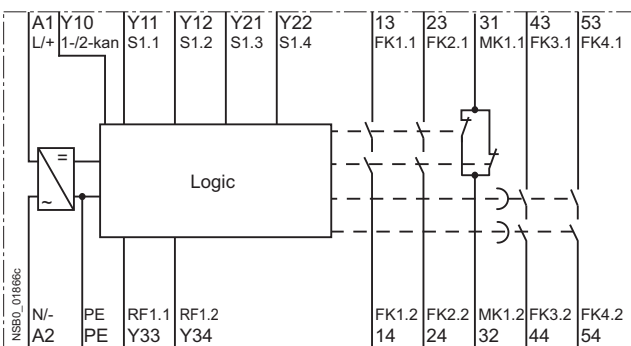 A1 Y10 Y11 Y12 Y21 Y22 13 23 31 43 53
L/+ 1-/2-kan S1.1 S1.2 S1.3 S1.4 FK1.1 FK2.1 MK1.1 FK3.1 FK4.1
=
~
Logic
NSB0_01866c
N/- PE RF1.1 RF1.2 FK1.2 FK2.2 MK1.2 FK3.2 FK4.2
A2 PE Y33 Y34 14 24 32 44 54